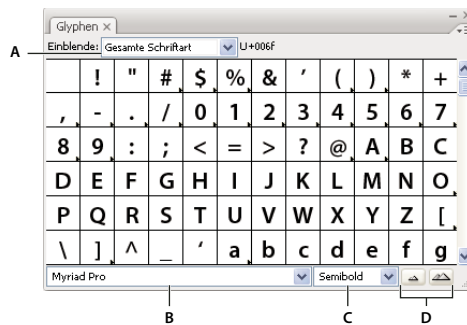 Glyphen ×
A
Einblende: Gesamte Schriftart U+006f
! " # $ % & ' ( ) * +
, - . / 0 1 2 3 4 5 6 7
8 9 : ; < = > ? @ A B C
D E F G H I J K L M N O
P Q R S T U V W X Y Z [
\ ] ^ _ ‘ a b c d e f g
Myriad Pro Semibold
B C D